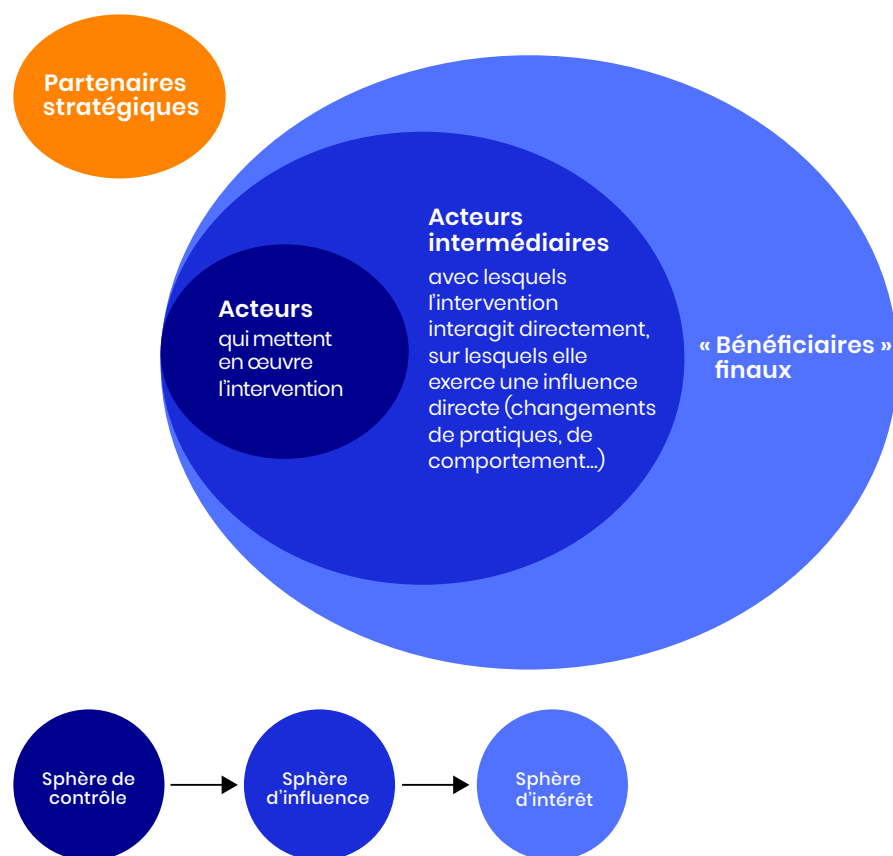 Partenaires
stratégiques
Acteurs
intermédiaires
avec lesquels
l’intervention
interagit directement,
sur lesquels elle
exerce une influence
directe (changements
de pratiques, de
comportement...)
Acteurs
qui mettent
en œuvre
l’intervention
« Bénéficiaires »
finaux
Sphère de
contrôle
Sphère
d’influence
Sphère
d’intérêt